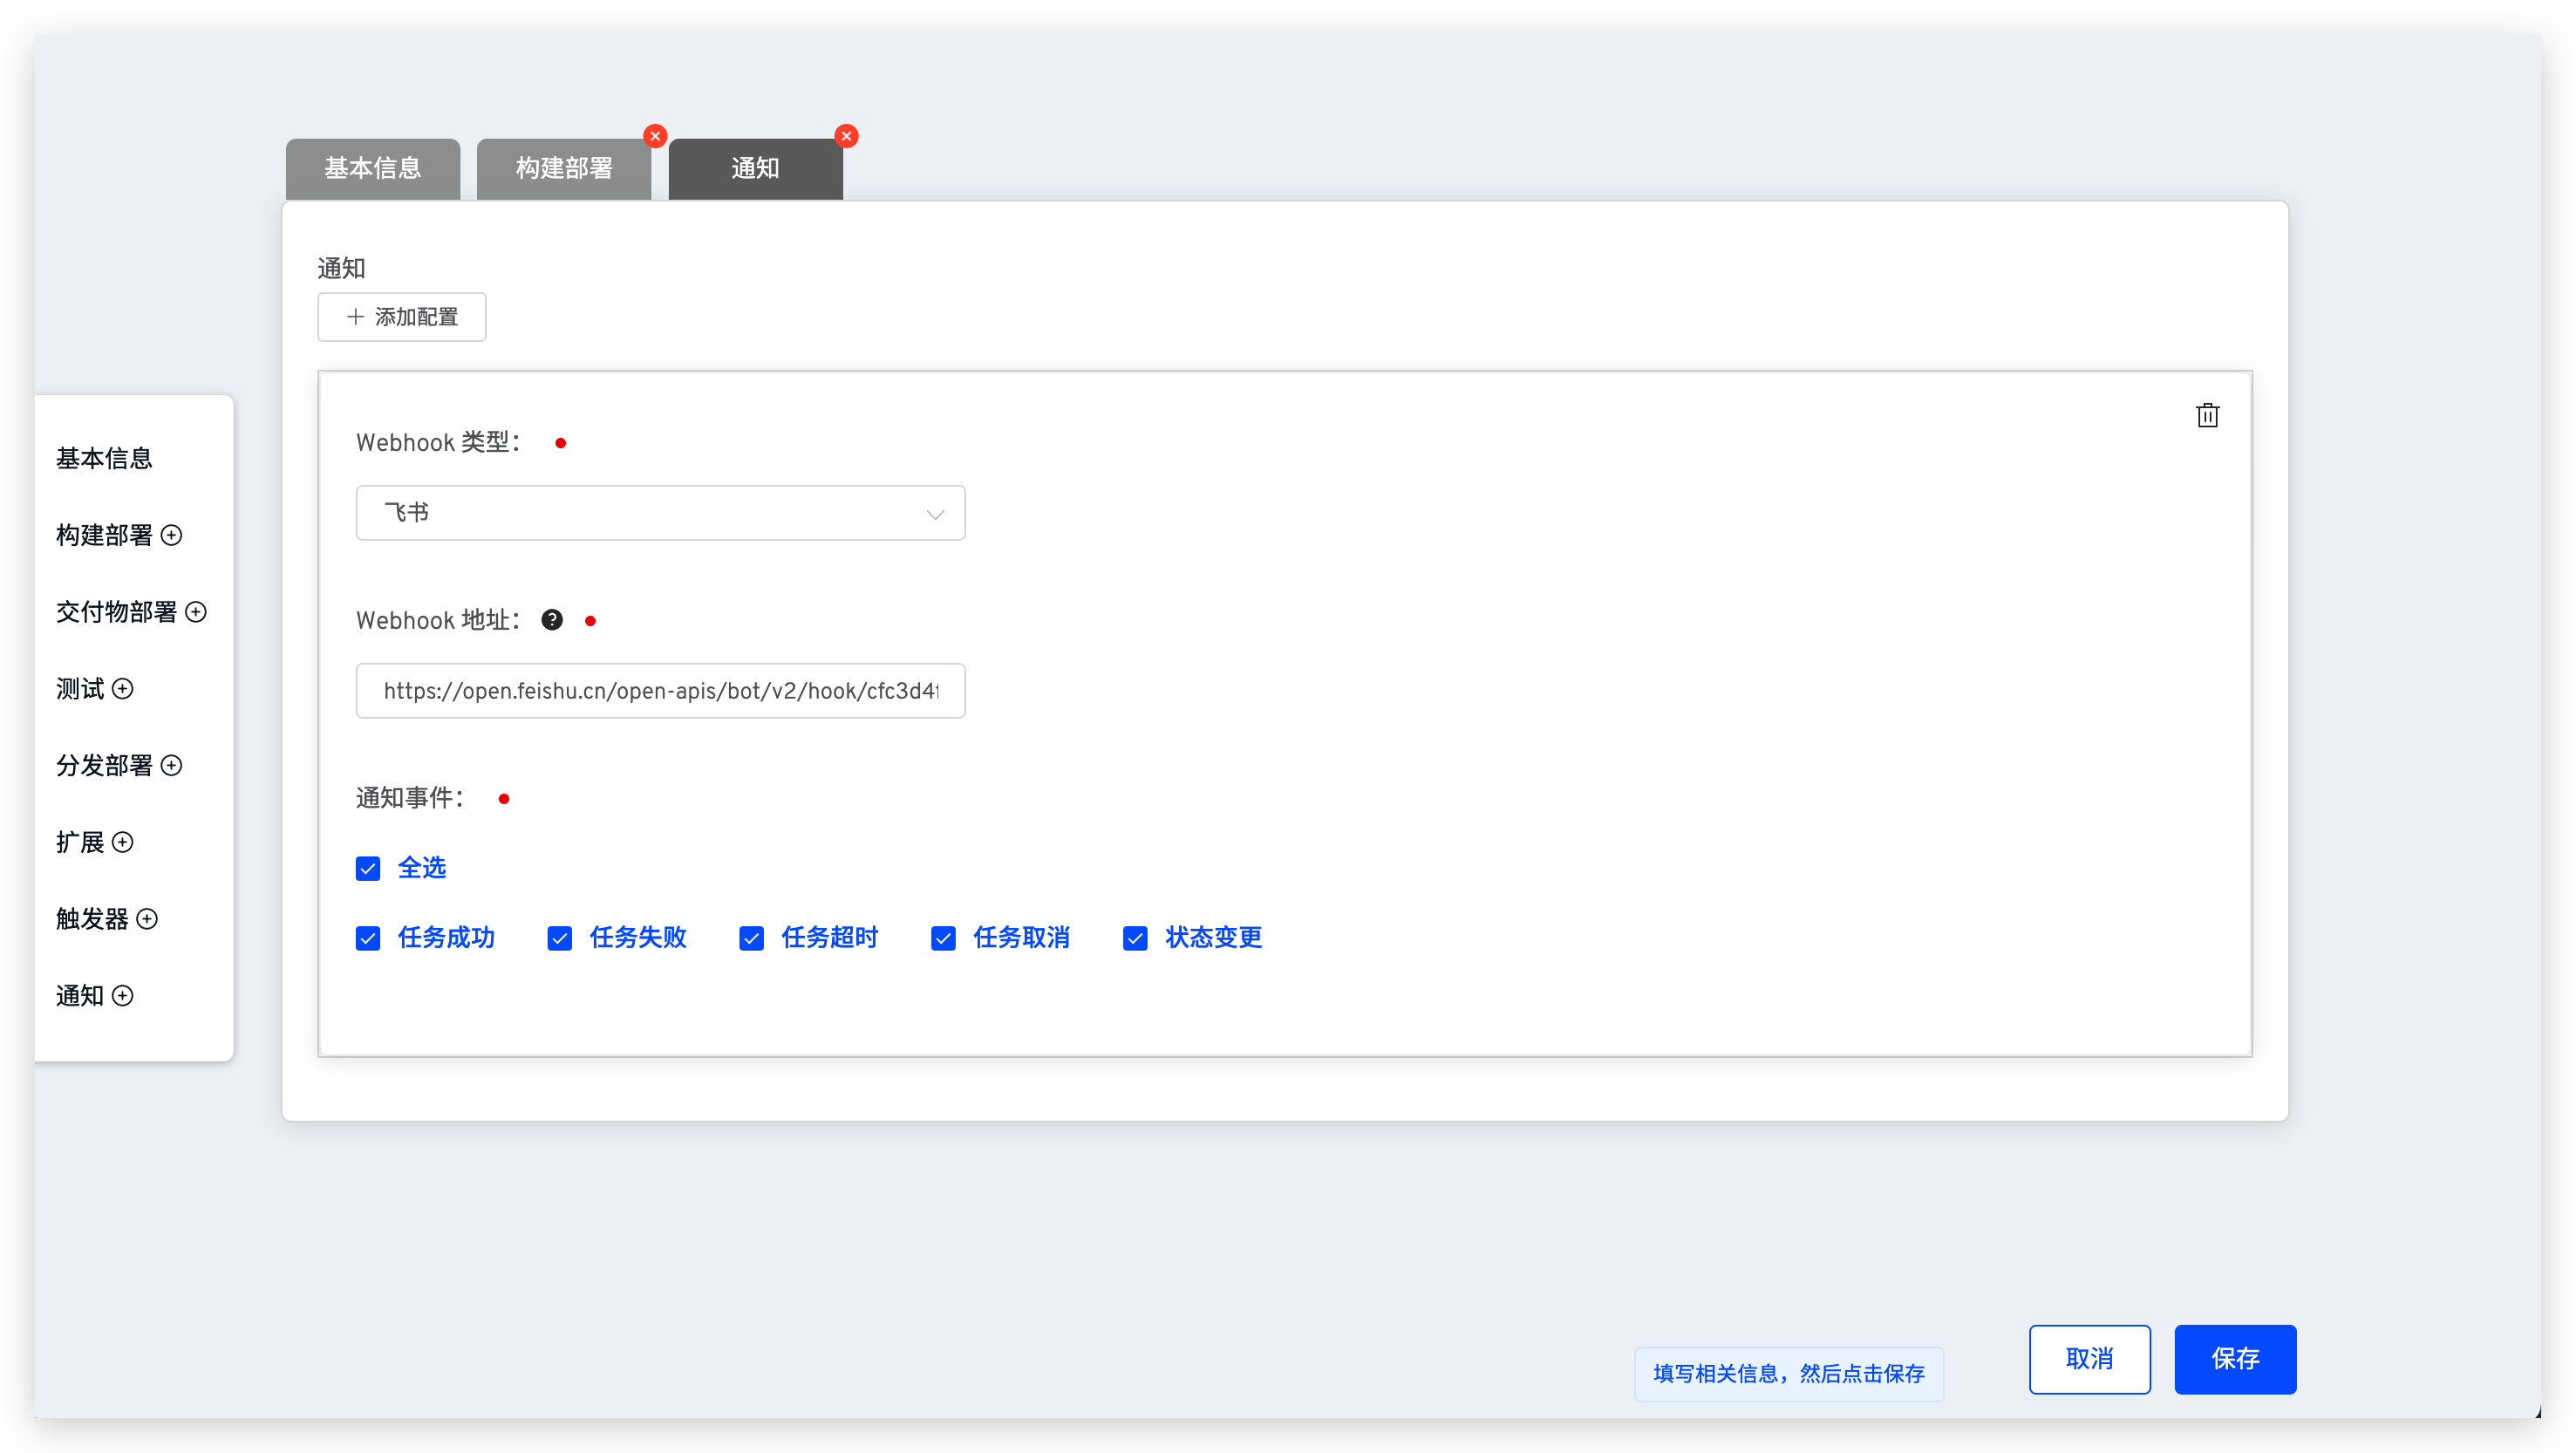 基本信息
构建部署
通知
通知
添加配置
Webhook 类型：
飞书
Webhook 地址：
https://open.feishu.cn/open-apis/bot/v2/hook/cfc3d4
通知事件：
全选
任务成功 任务失败 任务超时 任务取消 状态变更
基本信息
构建部署
交付物部署
测试
分发部署
扩展
触发器
通知
填写相关信息，然后点击保存
取消
保存